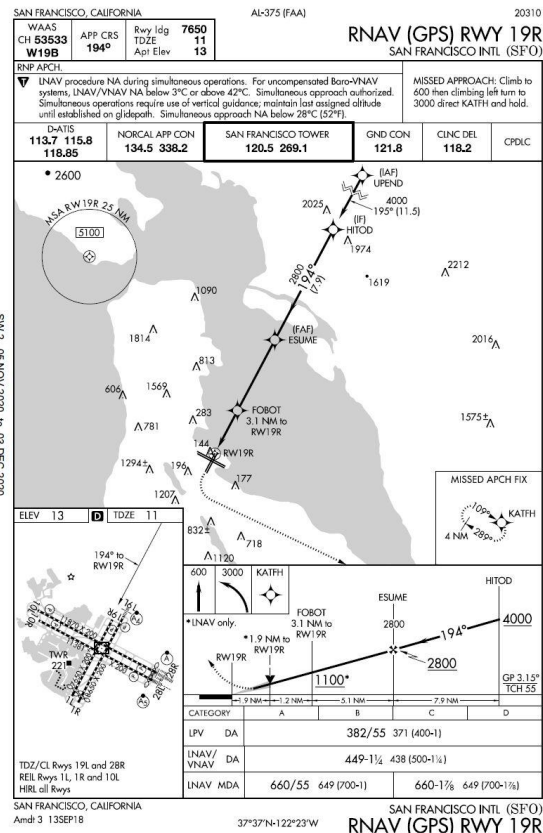 SAN FRANCISCO, CALIFORNIA
AL-375 (FAA)
20310
WAAS
CH 53533
W19B
APP CRS
194°
Rwy ldg 7650
TDZE 11
Apt Elev 13
RNAV (GPS) RWY 19R
SAN FRANCISCO INTL (SFO)
RNP APCH.
T
LNAV procedure NA during simultaneous operations. For uncompensated Baro-VNAV
systems, LNAV/VNAV NA below 3°C or above 42°C. Simultaneous approach authorized.
Simultaneous operations require use of vertical guidance; maintain last assigned altitude
until established on glidepath. Simultaneous approach NA below 28°C (52°F).
MISSED APPROACH: Climb to
600 then climbing left turn to
3000 direct KATFH and hold.
D-ATIS
113.7 115.8
118.85
NORCAL APP CON
134.5 338.2
SAN FRANCISCO TOWER
120.5 269.1
GND CON
121.8
CLNC DEL
118.2
CPDLC
2600
MSA RW19R 25 NM
5100
(IAF)
UPEND
4000
195° (11.5)
2025
(IF)
HITOD
1974
2212
1619
2800
194°
(7.9)
1090
(FAF)
ESUME
1814
2016
813
606
1569
283
FOBOT
3.1 NM to
RW19R
1575±
781
144
RW19R
1294±
196
177
1207
832±
718
1120
MISSED APCH FIX
109°
289°
4 NM
KATFH
ELEV 13
D
TDZE 11
194° to
RW19R
TWR
221
10L
10R
19L
19R
28L
28R
1L
1R
11870 X 200
TDZ/CL Rwys 19L and 28R
REIL Rwys 1L, 1R and 10L
HIRL all Rwys
600
3000
KATFH
*LNAV only.
*1.9 NM to
RW19R
RW19R
FOBOT
3.1 NM to
RW19R
ESUME
2800
HITOD
4000
194°
2800
1100*
GP 3.15°
TCH 55
1.9 NM
1.2 NM
5.1 NM
7.9 NM
CATEGORY A B C D
LPV DA 382/55 371 (400-1)
LNAV/
VNAV DA 449-1¼ 438 (500-1¼)
LNAV MDA 660/55 649 (700-1) 660-1⅞ 649 (700-1⅞)
SAN FRANCISCO, CALIFORNIA
Amdt 3 13SEP18
37°37'N-122°23'W
SAN FRANCISCO INTL (SFO)
RNAV (GPS) RWY 19R